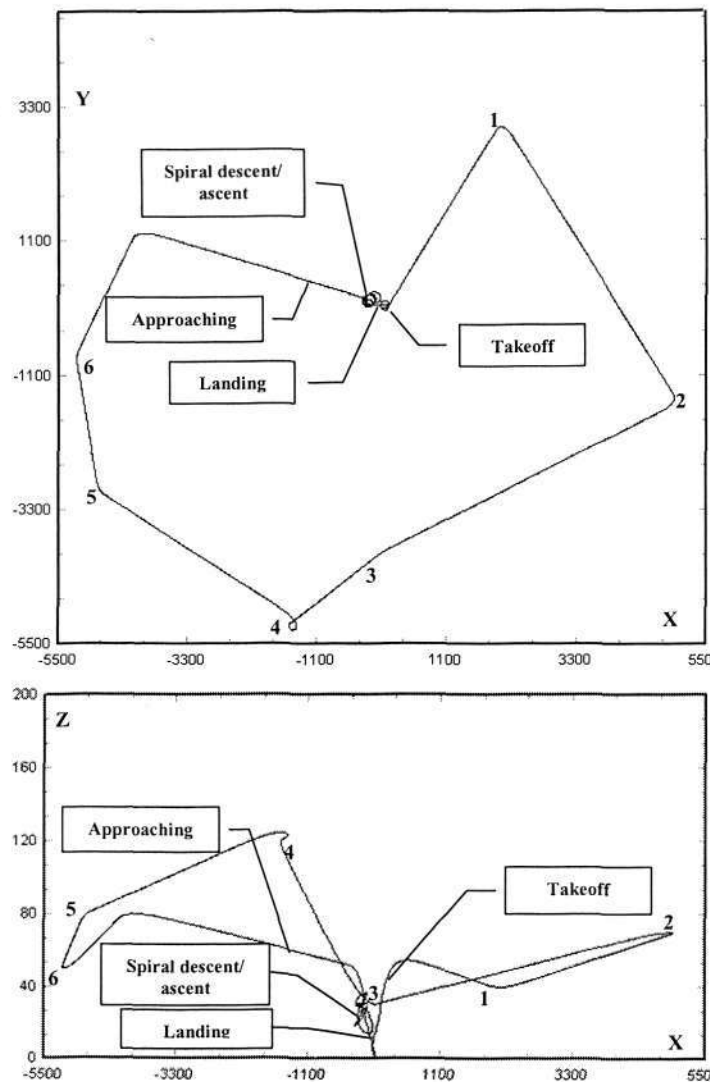 Y
3300
1
Spiral descent/
ascent
1100
Approaching
Takeoff
Landing
-1100
6
2
5
-3300
3
4
X
-5500
-5500
-3300
-1100
1100
3300
550
200
Z
160
Approaching
120
4
Takeoff
5
2
80
Spiral descent/
ascent
6
3
1
40
Landing
X
0
-5500
-3300
-1100
1100
3300
550